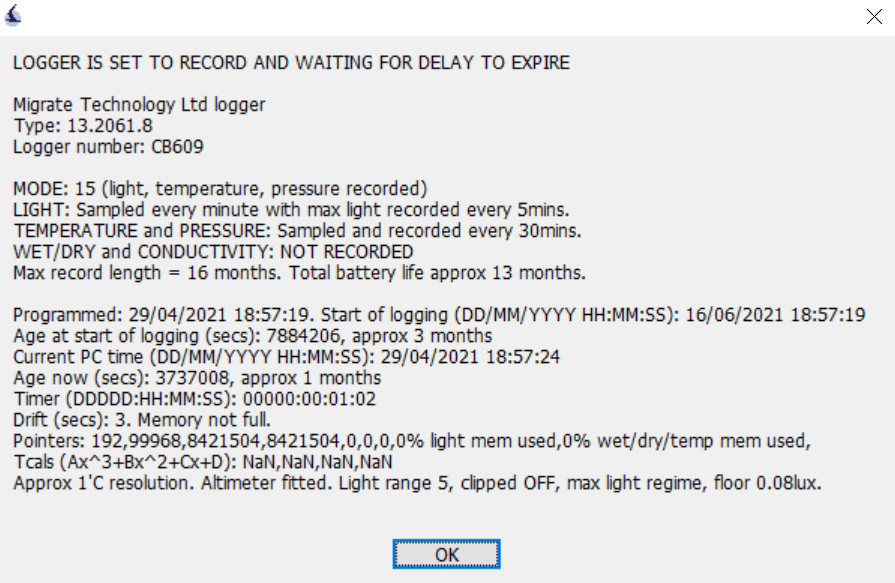 LOGGER IS SET TO RECORD AND WAITING FOR DELAY TO EXPIRE
Migrate Technology Ltd logger
Type: 13.2061.8
Logger number: CB609
MODE: 15 (light, temperature, pressure recorded)
LIGHT: Sampled every minute with max light recorded every 5mins.
TEMPERATURE and PRESSURE: Sampled and recorded every 30mins.
WET/DRY and CONDUCTIVITY: NOT RECORDED
Max record length = 16 months. Total battery life approx 13 months.
Programmed: 29/04/2021 18:57:19. Start of logging (DD/MM/YYYY HH:MM:SS): 16/06/2021 18:57:19
Age at start of logging (secs): 7884206, approx 3 months
Current PC time (DD/MM/YYYY HH:MM:SS): 29/04/2021 18:57:24
Age now (secs): 3737008, approx 1 months
Timer (DDDDD:HH:MM:SS): 00000:00:01:02
Drift (secs): 3. Memory not full.
Pointers: 192,99968,8421504,8421504,0,0,0,0% light mem used,0% wet/dry/temp mem used,
Tcals (Ax^3+Bx^2+Cx+D): NaN,NaN,NaN,NaN
Approx 1'C resolution. Altimeter fitted. Light range 5, clipped OFF, max light regime, floor 0.08lux.
OK